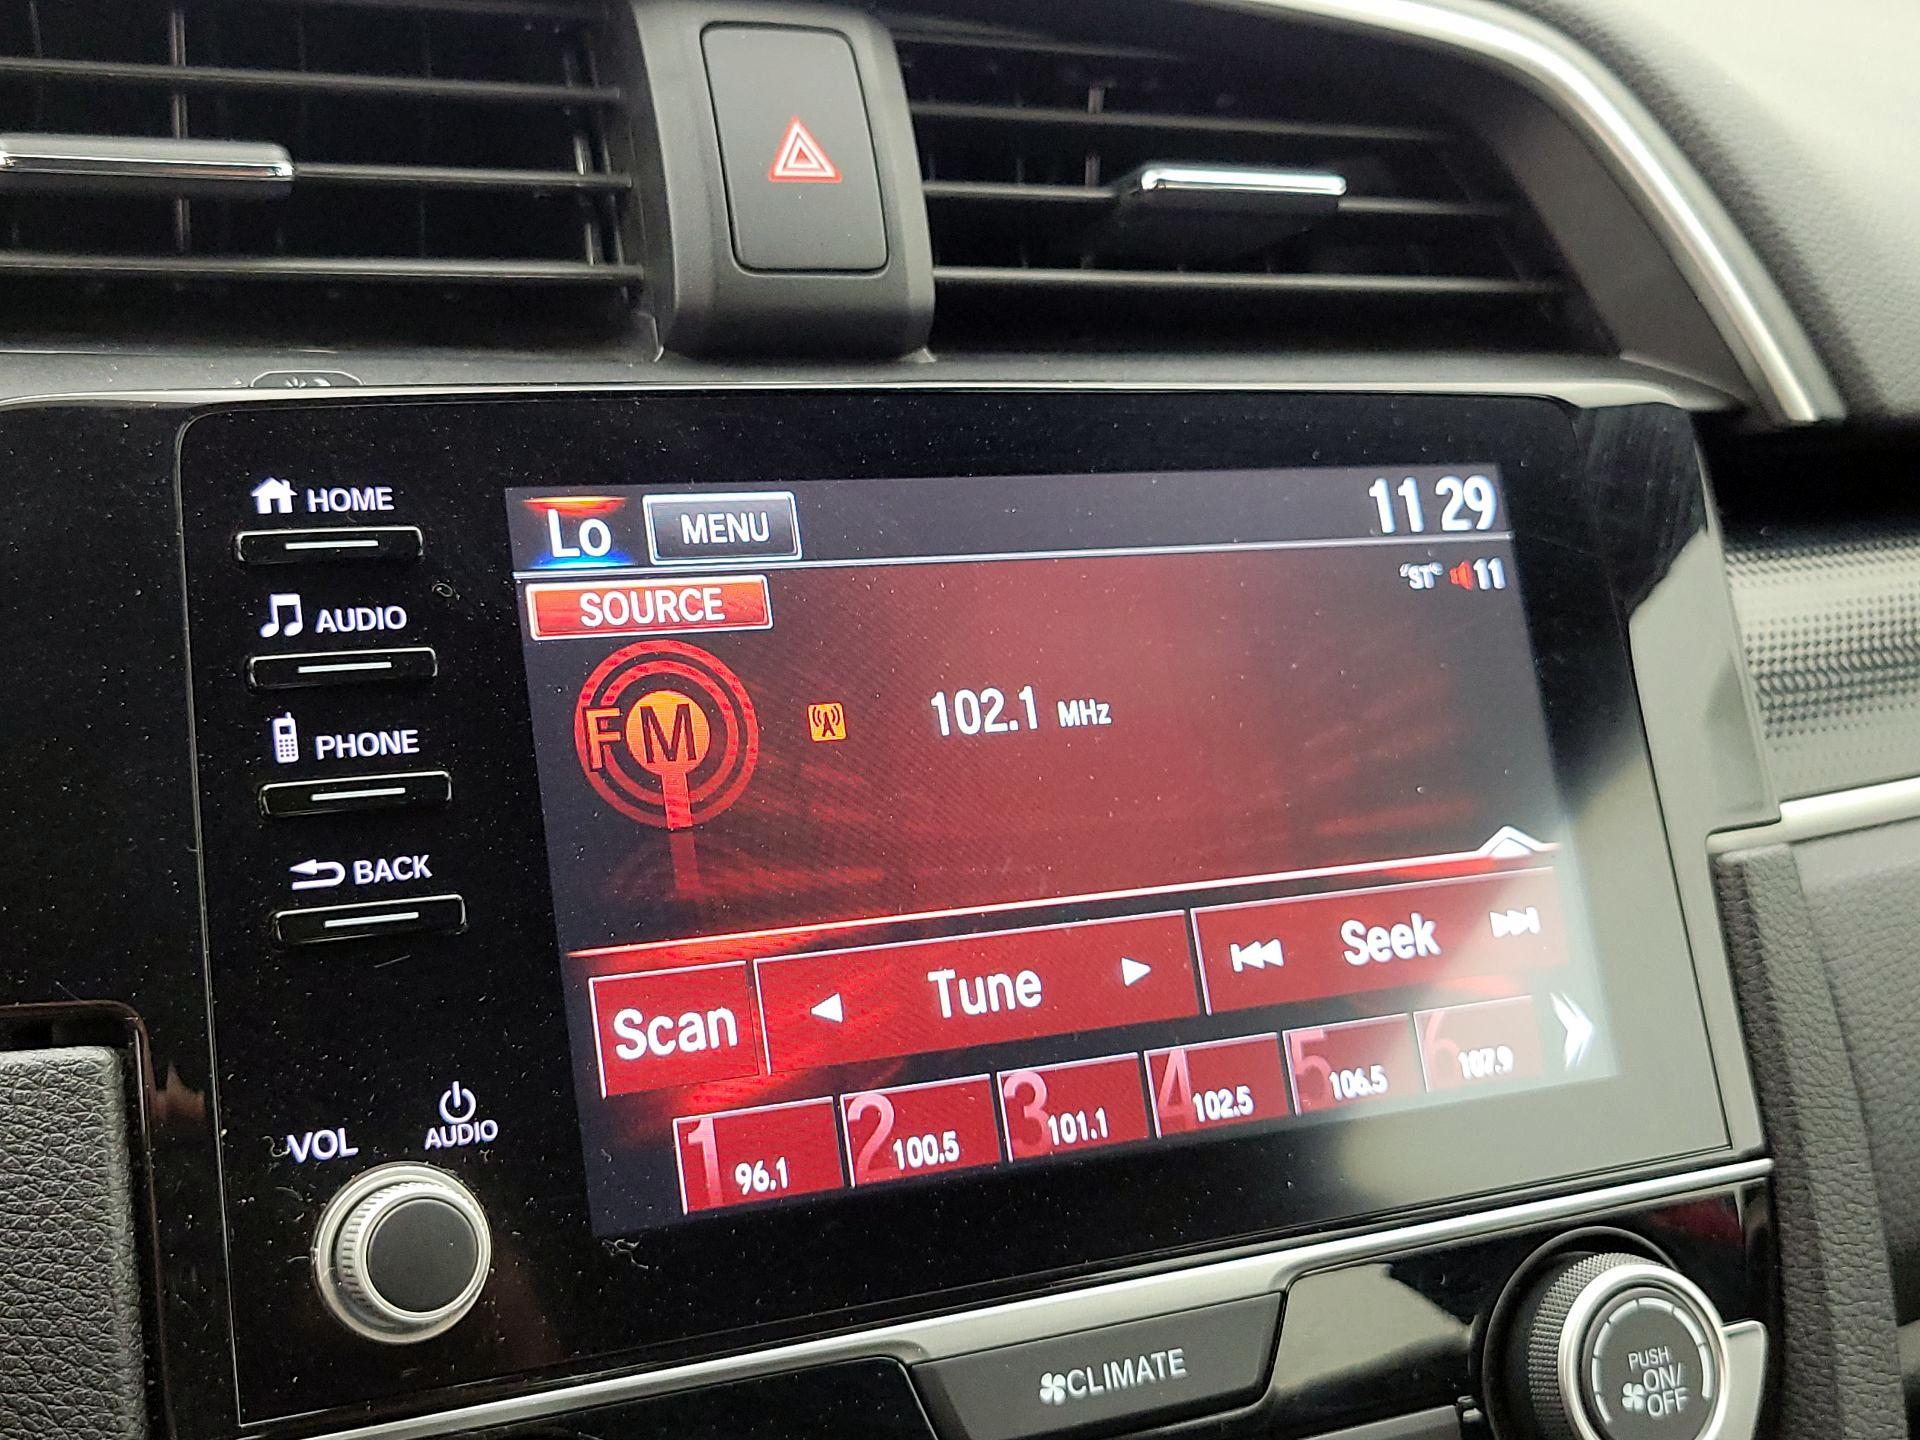 HOME
AUDIO
PHONE
BACK
VOL
AUDIO
Lo MENU 11 29
SOURCE ST 11
FM 102.1 MHz
Scan Tune Seek
1 96.1 2 100.5 3 101.1 4 102.5 5 106.5 6 107.9
CLIMATE
PUSH
ON/
OFF